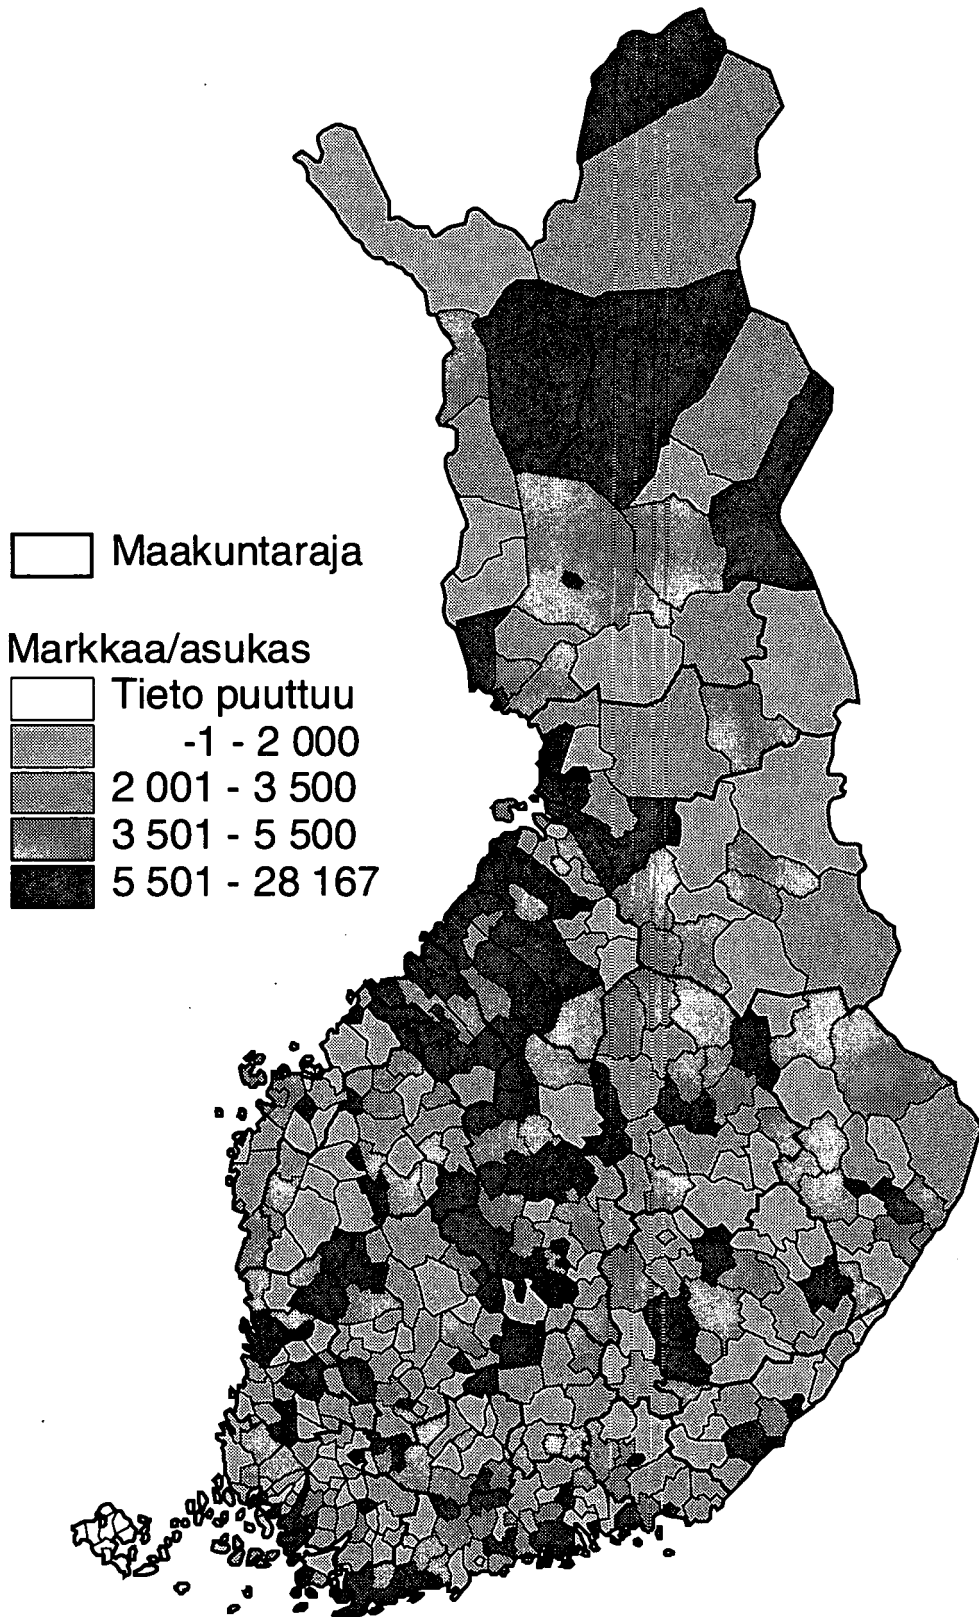 Maakuntaraja
Markkaa/asukas
Tieto puuttuu
-1 - 2 000
2 001 - 3 500
3 501 - 5 500
5 501 - 28 167